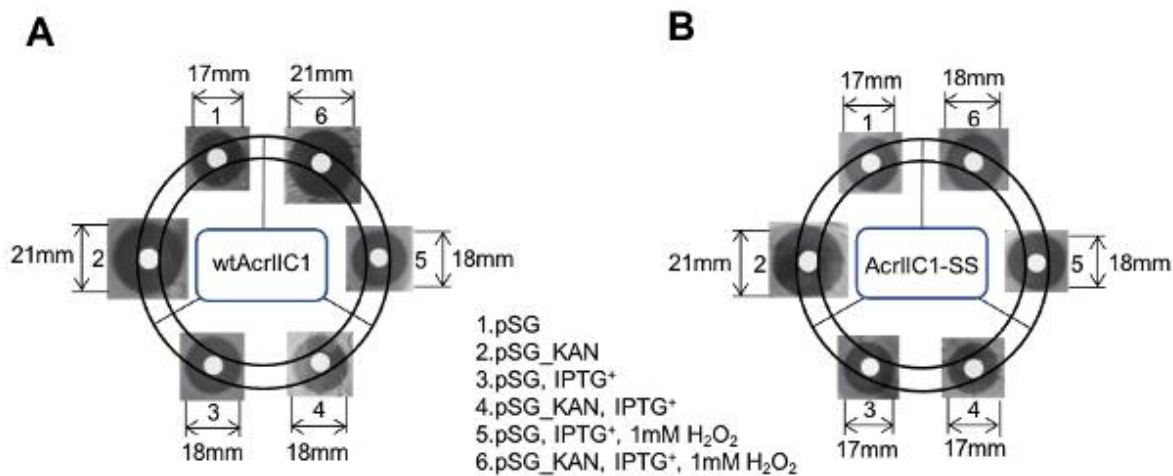 A
B
17mm
21mm
1
6
21mm
2
wtAcrIIC1
5
18mm
3
4
18mm
18mm
17mm
18mm
1
6
21mm
2
AcrIIC1-SS
5
18mm
3
4
17mm
17mm
1.pSG
2.pSG_KAN
3.pSG, IPTG⁺
4.pSG_KAN, IPTG⁺
5.pSG, IPTG⁺, 1mM H₂O₂
6.pSG_KAN, IPTG⁺, 1mM H₂O₂